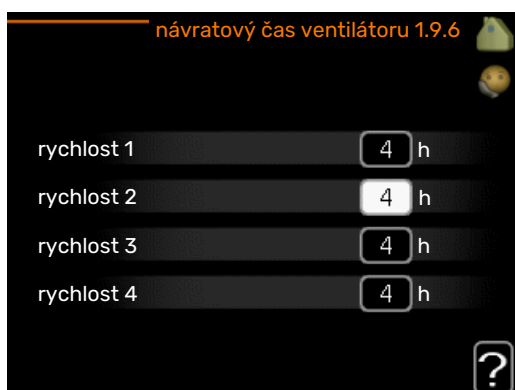 návratový čas ventilátoru 1.9.6
rychlost 1 4 h
rychlost 2 4 h
rychlost 3 4 h
rychlost 4 4 h
?